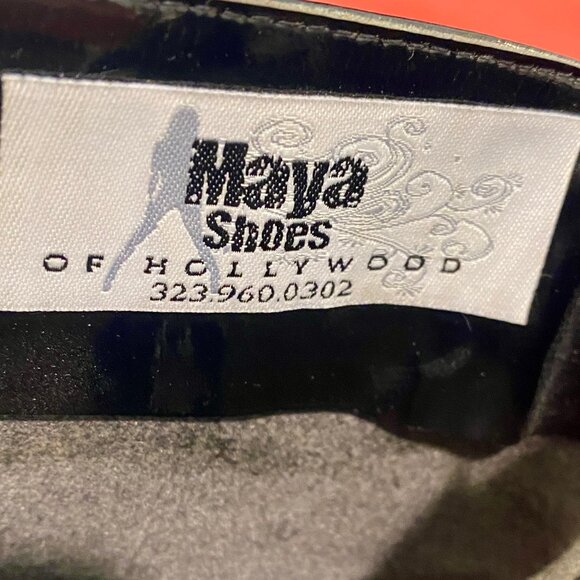 Maya
Shoes
OF HOLLYWOOD
323.960.0302